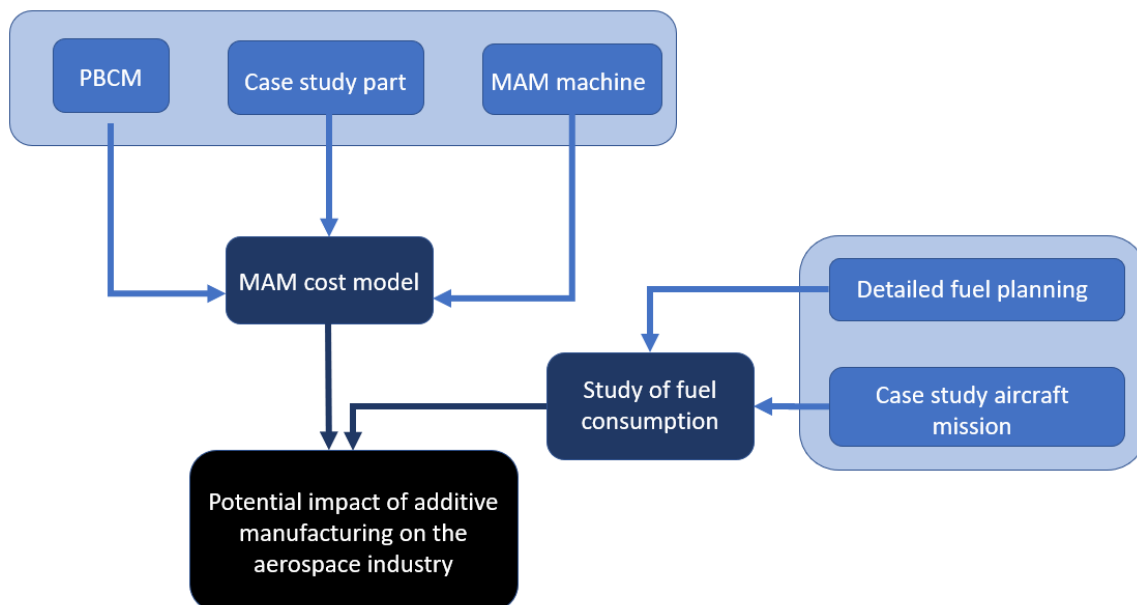 PBCM
Case study part
MAM machine
MAM cost model
Detailed fuel planning
Study of fuel
consumption
Case study aircraft
mission
Potential impact of additive
manufacturing on the
aerospace industry